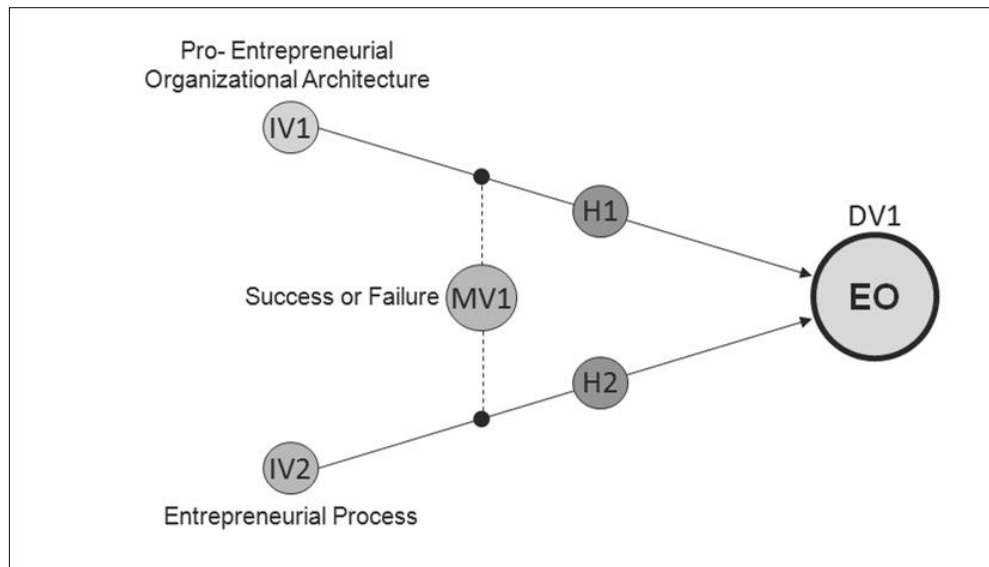 Pro- Entrepreneurial
Organizational Architecture
IV1
H1
DV1
EO
Success or Failure
MV1
H2
IV2
Entrepreneurial Process